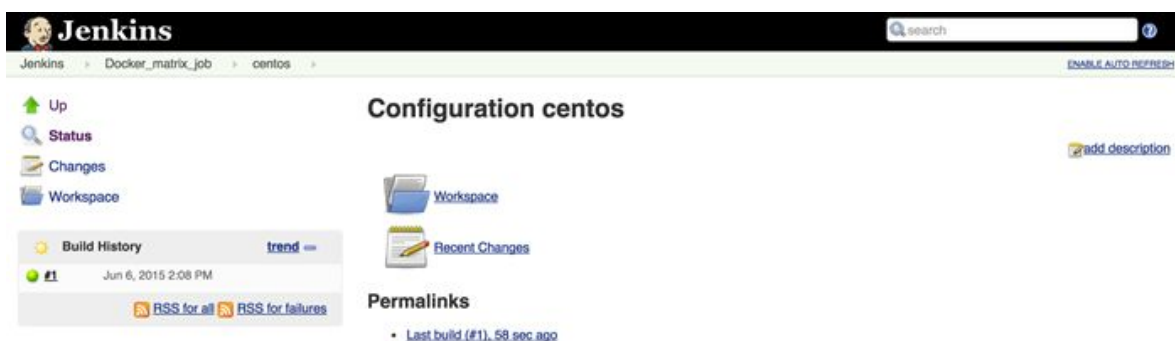 Jenkins
search
Jenkins Docker_matrix_job centos
ENABLE AUTO REFRESH
Up
Status
Changes
Workspace
Build History trend
#1 Jun 6, 2015 2:08 PM
RSS for all RSS for failures
Configuration centos
add description
Workspace
Recent Changes
Permalinks
Last build (#1), 58 sec ago